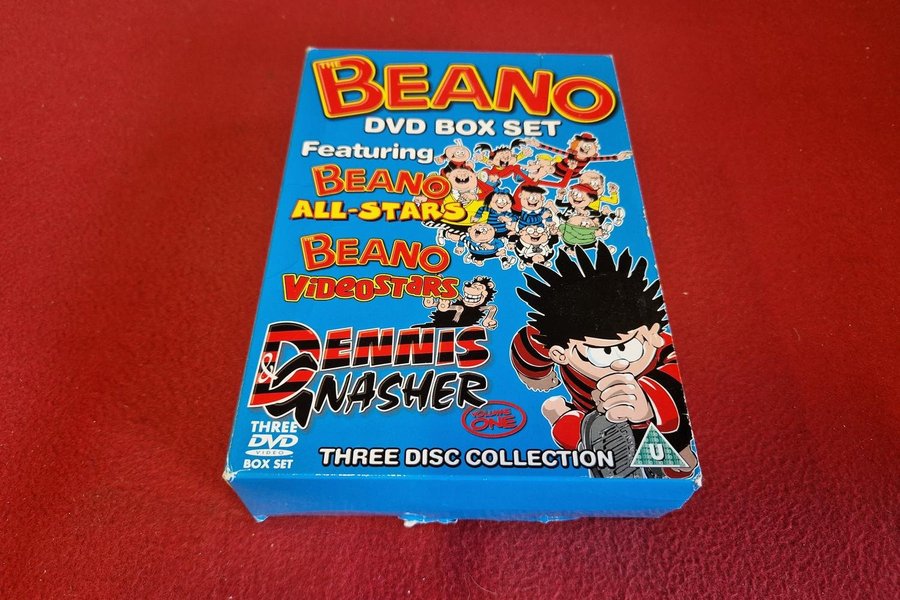 THE BEANO
DVD BOX SET
Featuring
BEANO
ALL-STARS
BEANO
VIDEOSTARS
DENNIS
& GNASHER
VOLUME
ONE
THREE
DVD
VIDEO
BOX SET
THREE DISC COLLECTION
U